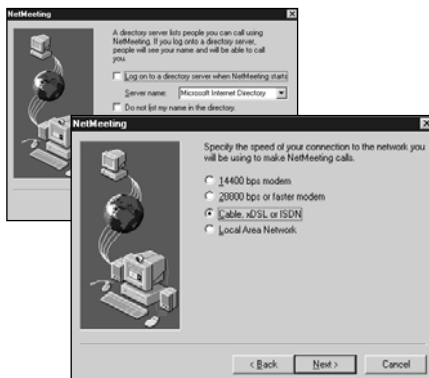 NetMeeting
A directory server lists people you can call using
NetMeeting. If you log onto a directory server,
people will see your name and will be able to call
you.
Log on to a directory server when NetMeeting starts
Server name: Microsoft Internet Directory
Do not list my name in the directory.
NetMeeting
Specify the speed of your connection to the network you
will be using to make NetMeeting calls.
14400 bps modem
28800 bps or faster modem
Cable, xDSL or ISDN
Local Area Network
< Back Next > Cancel